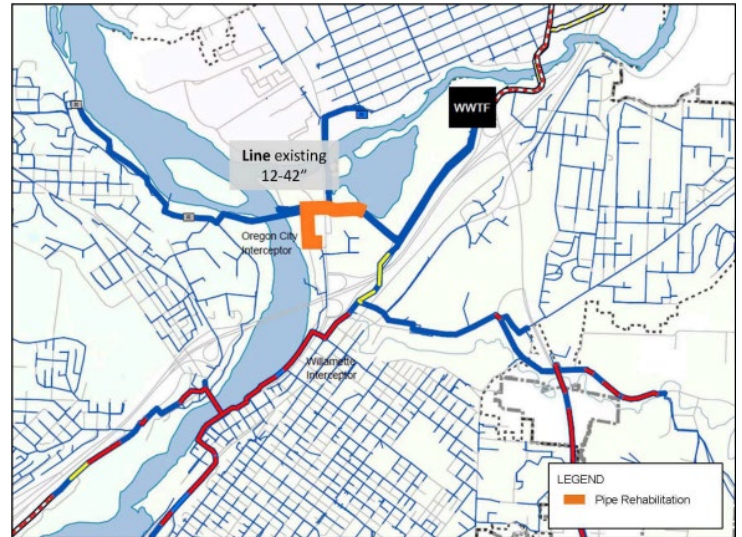 WWTF
Line existing
12-42"
Oregon City
Interceptor
Willamette
Interceptor
LEGEND
Pipe Rehabilitation